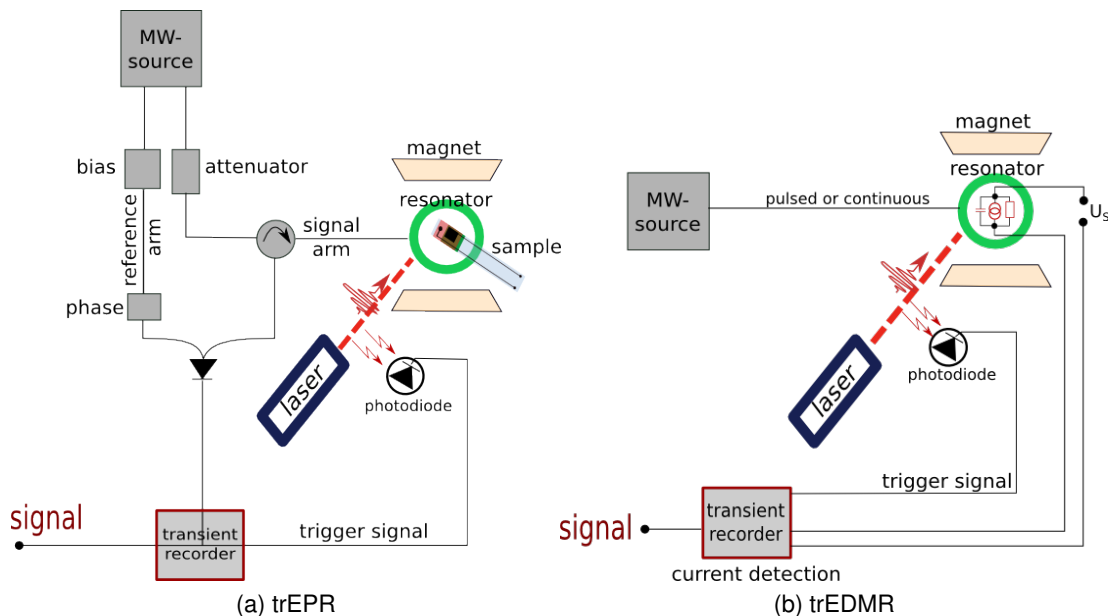 MW-
source
bias
attenuator
reference
arm
phase
signal
arm
magnet
resonator
sample
laser
photodiode
signal
transient
recorder
trigger signal
(a) trEPR
MW-
source
pulsed or continuous
magnet
resonator
U_S
laser
photodiode
trigger signal
signal
transient
recorder
current detection
(b) trEDMR